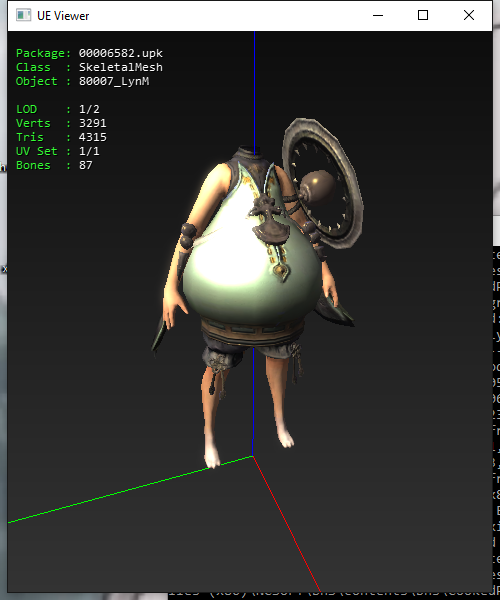 UE Viewer
Package: 00006582.upk
Class : SkeletalMesh
Object : 80007_LynM
LOD : 1/2
Verts : 3291
Tris : 4315
UV Set : 1/1
Bones : 87